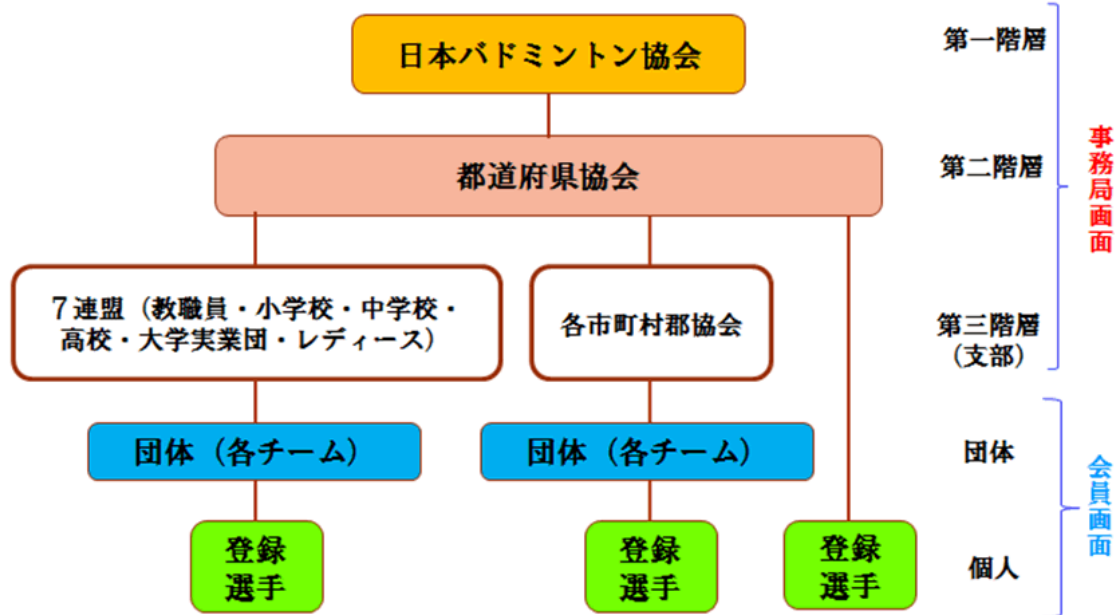 日本バドミントン協会
第一階層
都道府県協会
第二階層
事務局画面
7連盟（教職員・小学校・中学校・
高校・大学実業団・レディース）
各市町村郡協会
第三階層
(支部)
団体（各チーム）
団体（各チーム）
団体
会員画面
登録
選手
登録
選手
登録
選手
個人